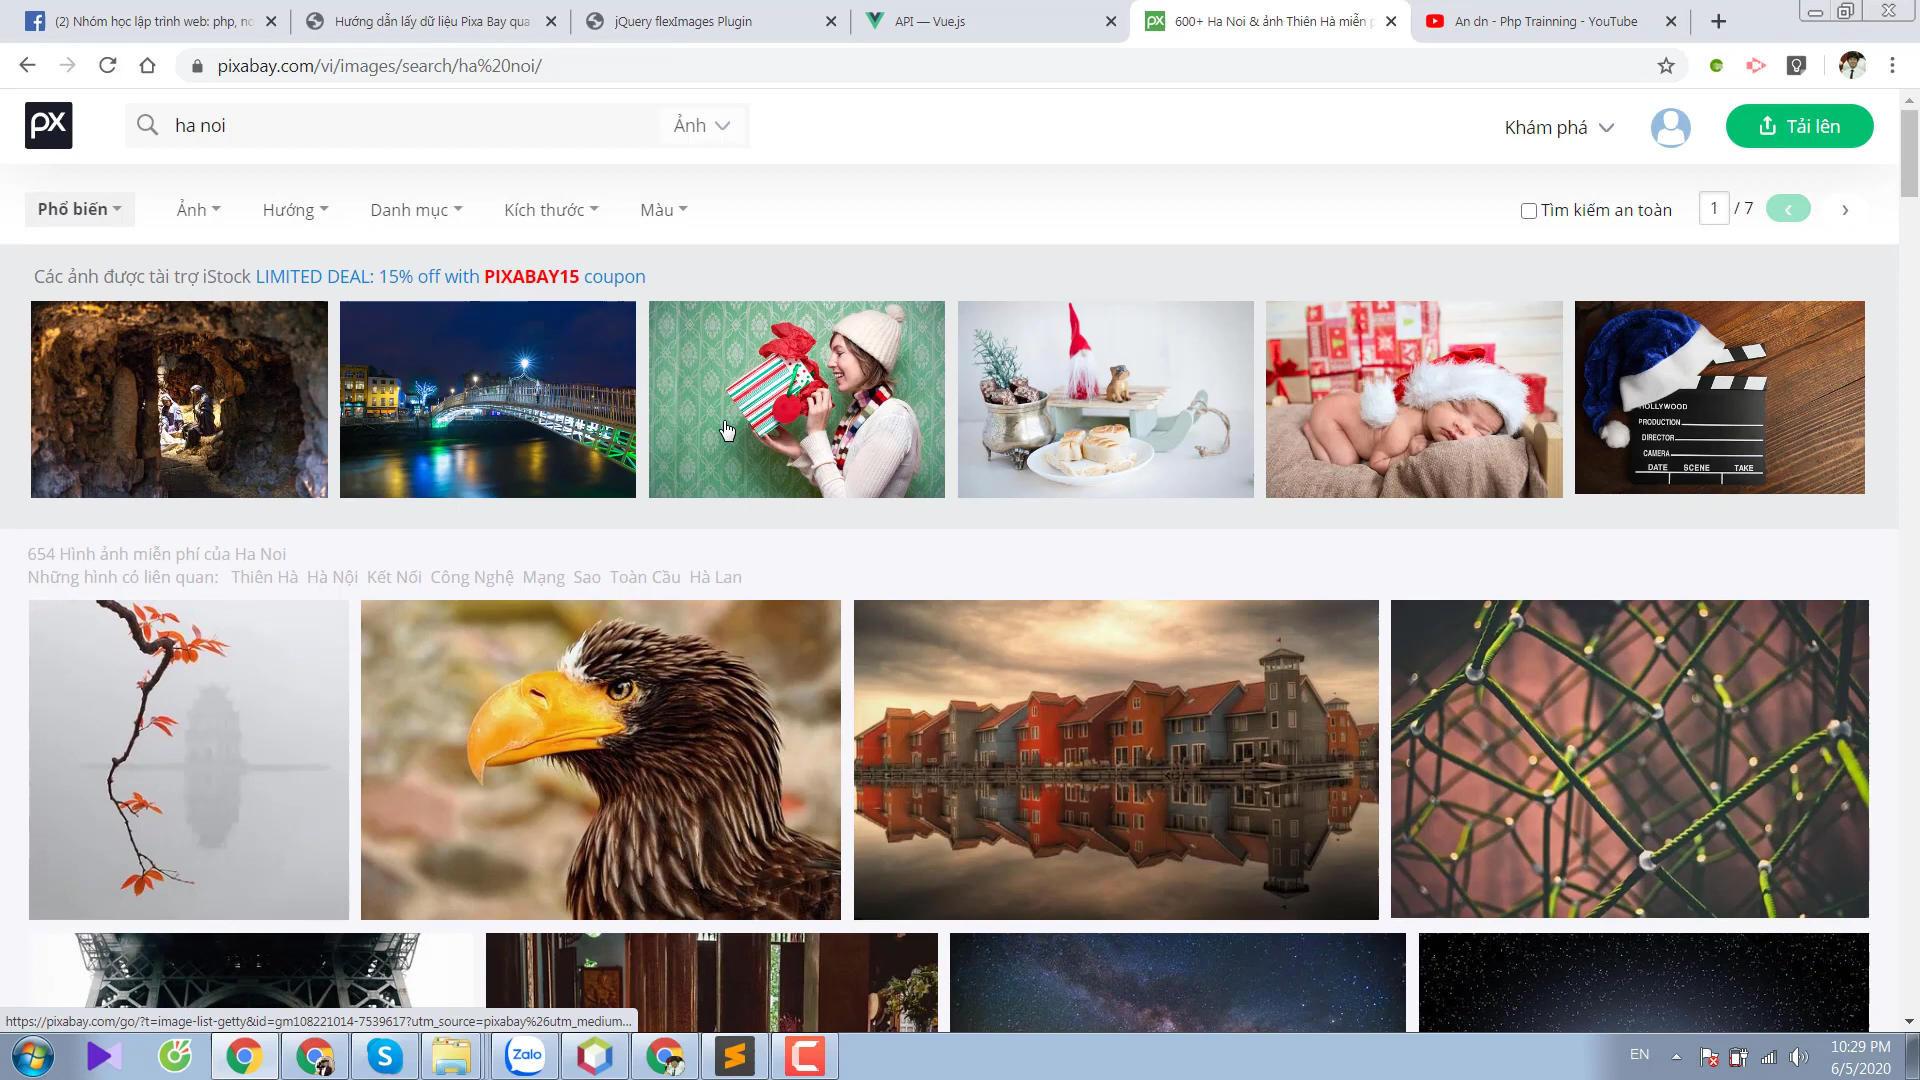 (2) Nhóm học lập trình web: php, no
Hướng dẫn lấy dữ liệu Pixa Bay qua
jQuery flexImages Plugin
API — Vue.js
600+ Ha Noi & ảnh Thiên Hà miễn p
An dn - Php Trainning - YouTube
pixabay.com/vi/images/search/ha%20noi/
px
ha noi
Ảnh
Khám phá
Tải lên
Phổ biến
Ảnh
Hướng
Danh mục
Kích thước
Màu
Tìm kiếm an toàn
1 / 7
Các ảnh được tài trợ iStock LIMITED DEAL: 15% off with PIXABAY15 coupon
HOLLYWOOD
PRODUCTION
DIRECTOR
CAMERA
DATE SCENE TAKE
654 Hình ảnh miễn phí của Ha Noi
Những hình có liên quan: Thiên Hà Hà Nội Kết Nối Công Nghệ Mạng Sao Toàn Cầu Hà Lan
https://pixabay.com/go/?t=image-list-getty&id=gm108221014-7539617?utm_source=pixabay%26utm_medium...
Zalo
EN
10:29 PM
6/5/2020